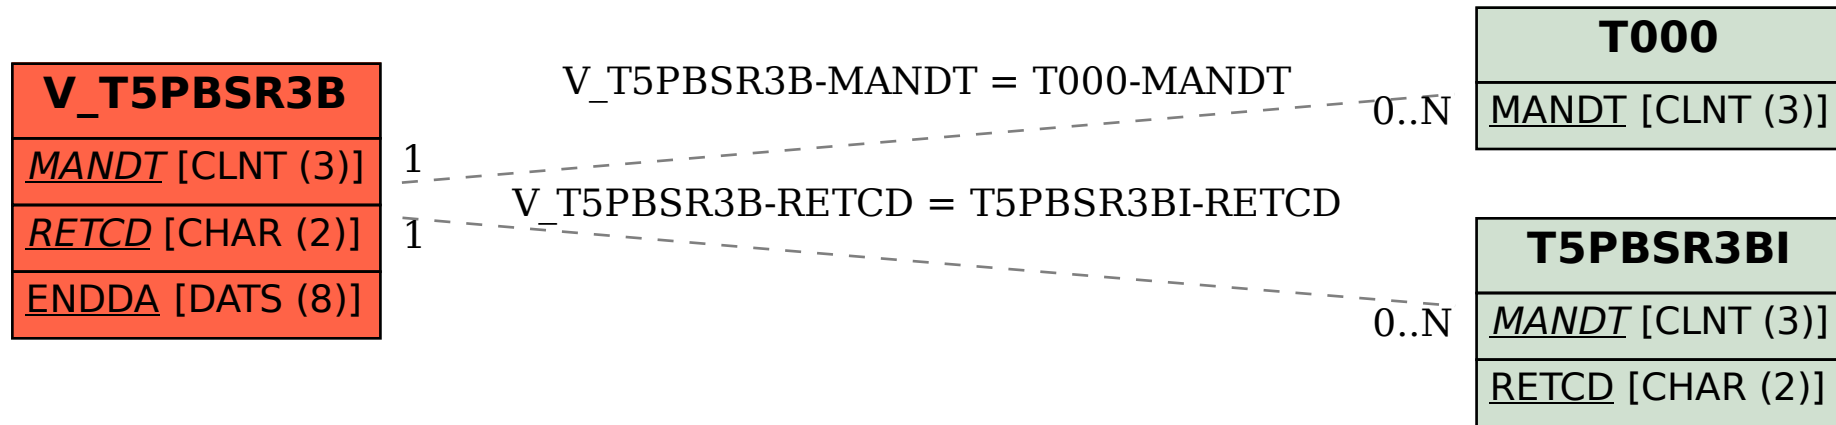 V_T5PBSR3B
MANDT [CLNT (3)]
RETCD [CHAR (2)]
ENDDA [DATS (8)]
V_T5PBSR3B-MANDT = T000-MANDT
1
0..N
V_T5PBSR3B-RETCD = T5PBSR3BI-RETCD
1
0..N
T000
MANDT [CLNT (3)]
T5PBSR3BI
MANDT [CLNT (3)]
RETCD [CHAR (2)]